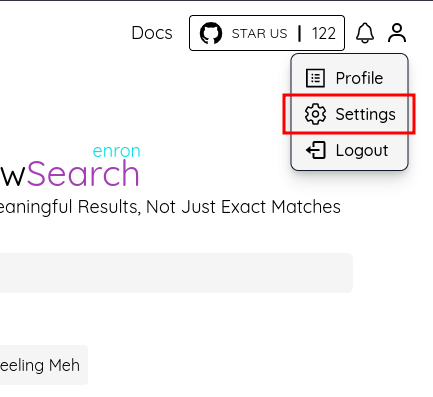 Docs STAR US | 122
Profile
Settings
Logout
enron
wSearch
eaningful Results, Not Just Exact Matches
eeling Meh